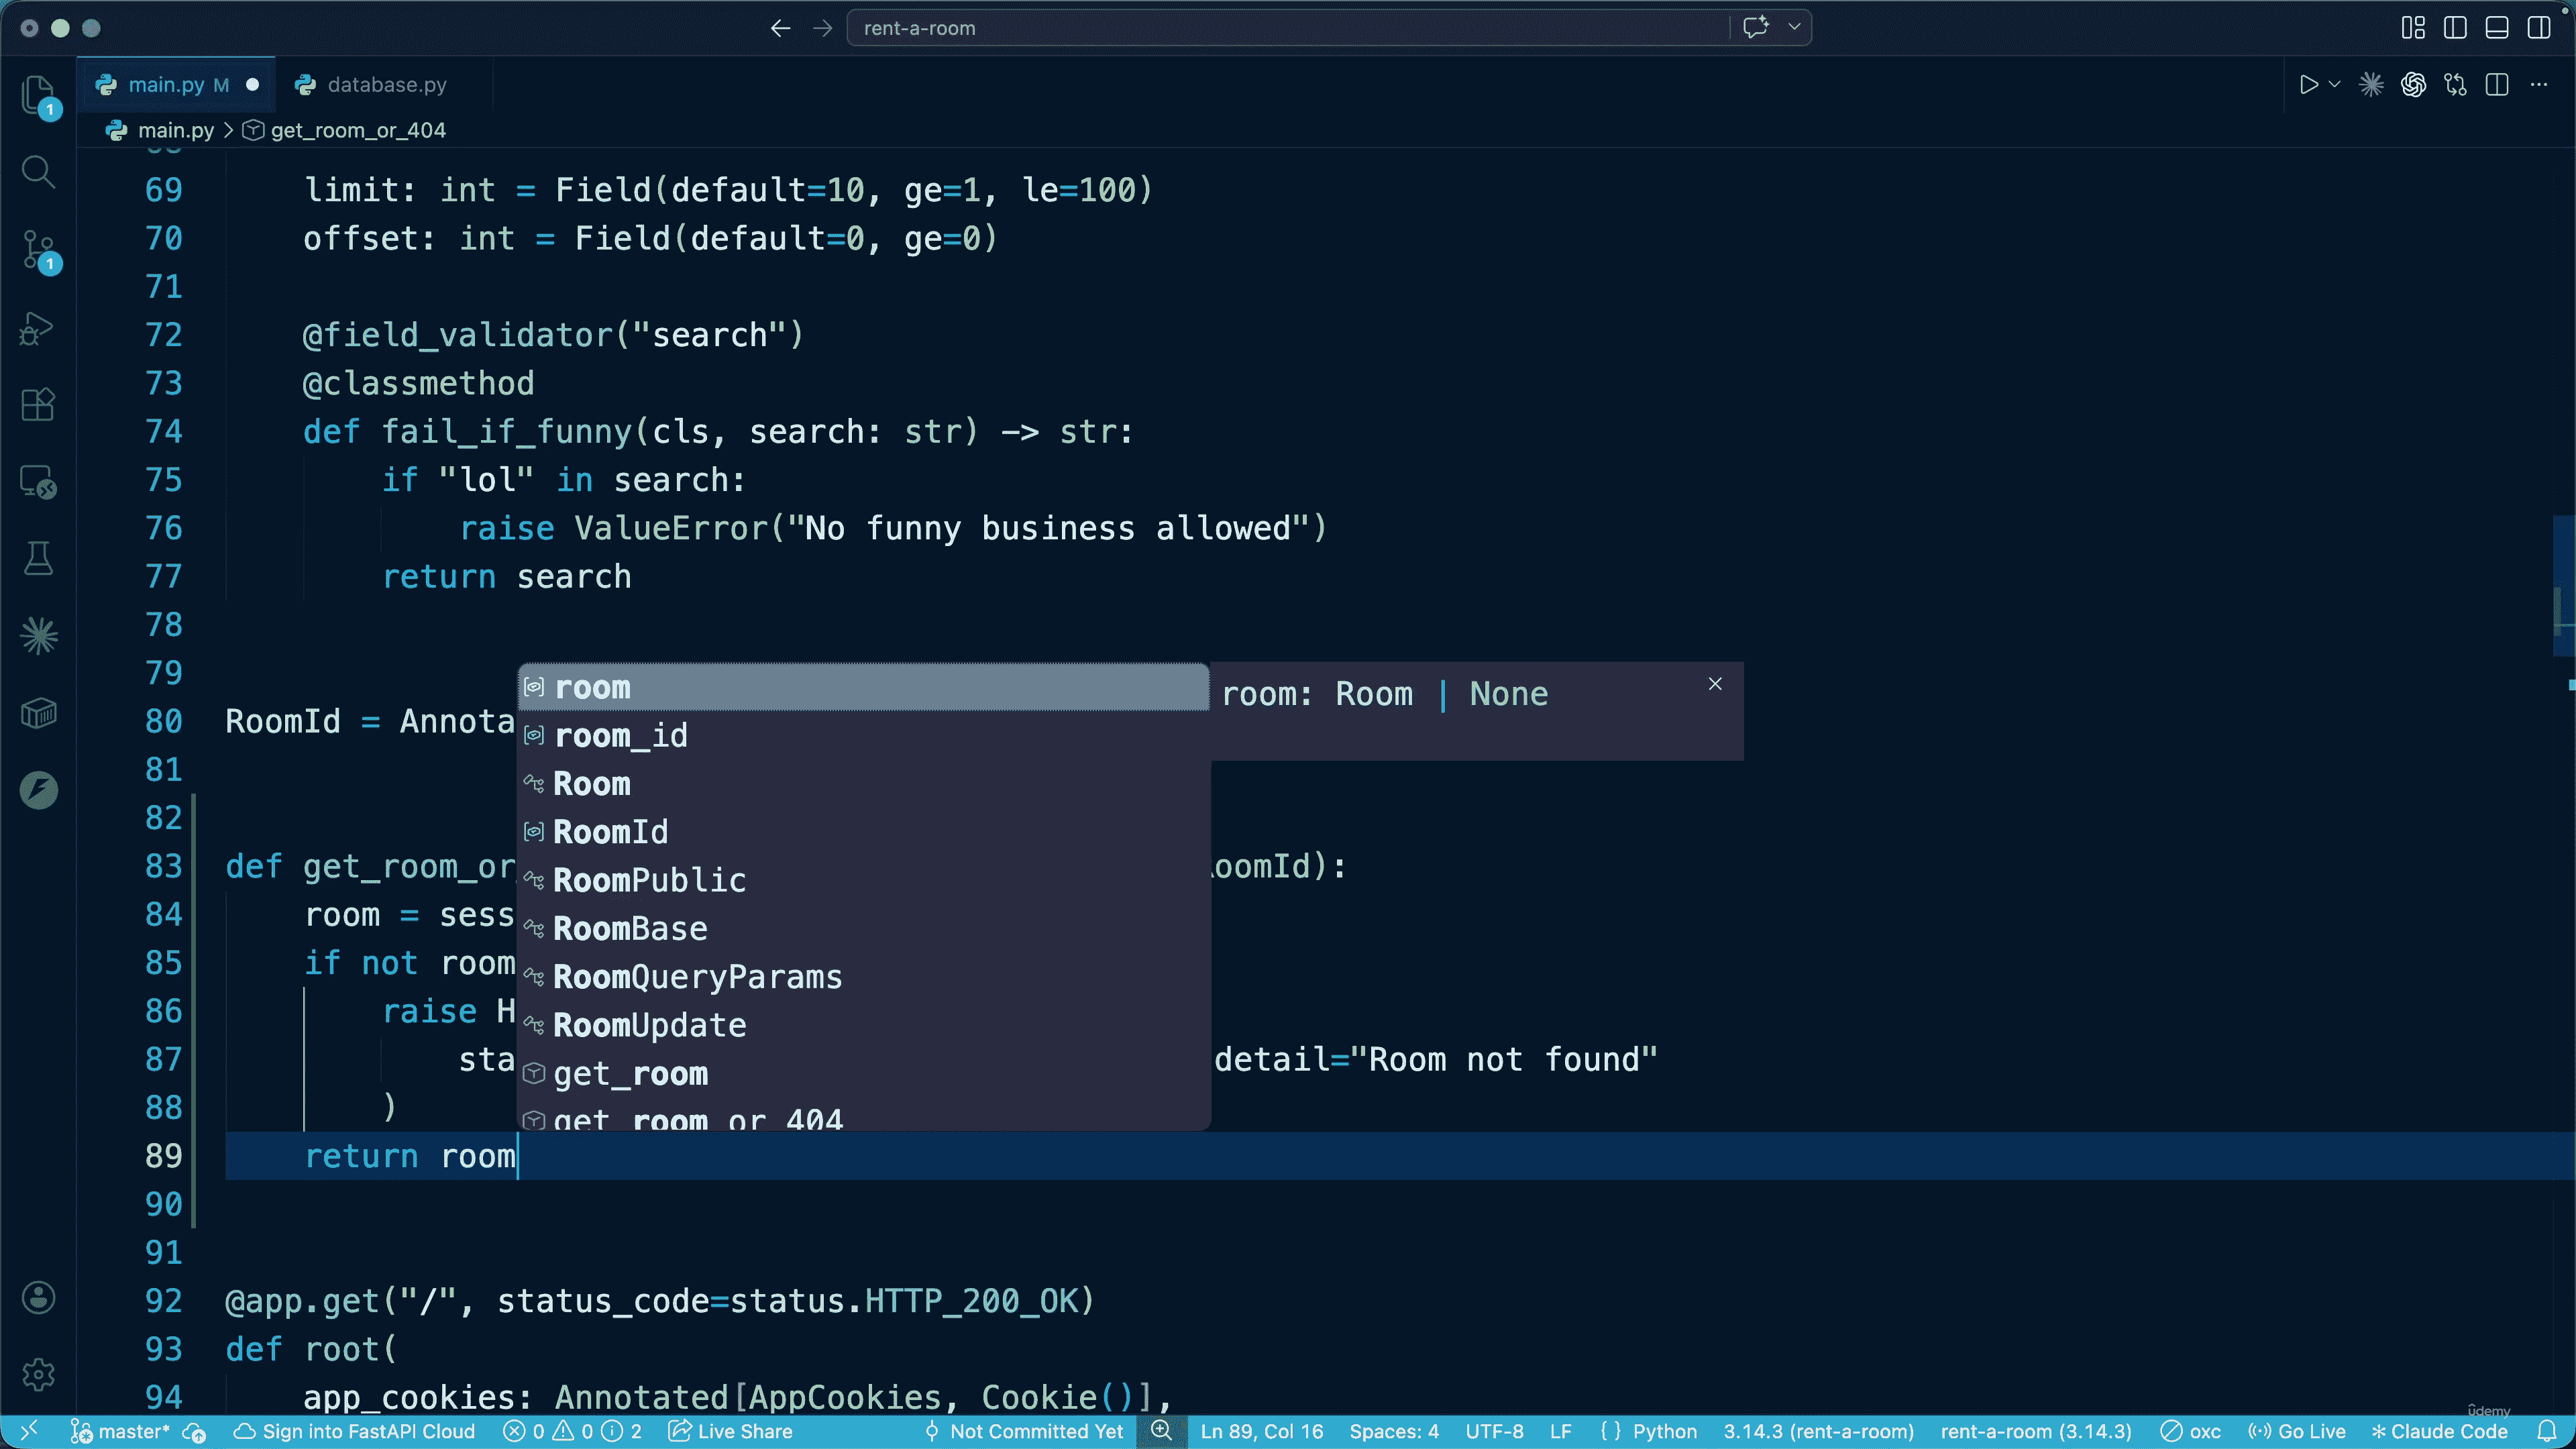 rent-a-room
main.py M
database.py
main.py > get_room_or_404
69 limit: int = Field(default=10, ge=1, le=100)
70 offset: int = Field(default=0, ge=0)
71
72 @field_validator("search")
73 @classmethod
74 def fail_if_funny(cls, search: str) -> str:
75 if "lol" in search:
76 raise ValueError("No funny business allowed")
77 return search
78
79
80 RoomId = Annota
81
82
83 def get_room_or_ oomId):
84 room = sess
85 if not room
86 raise H
87 sta detail="Room not found"
88 )
89 return room
90
91
92 @app.get("/", status_code=status.HTTP_200_OK)
93 def root(
94 app_cookies: Annotated[AppCookies, Cookie()],
room
room_id
Room
RoomId
RoomPublic
RoomBase
RoomQueryParams
RoomUpdate
get_room
get_room_or_404
room: Room | None
1
1
udemy
master* Sign into FastAPI Cloud 0 0 2 Live Share Not Committed Yet Ln 89, Col 16 Spaces: 4 UTF-8 LF { } Python 3.14.3 (rent-a-room) rent-a-room (3.14.3) oxc Go Live Claude Code